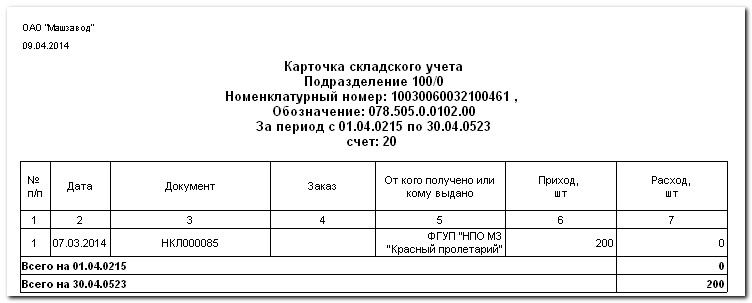 ОАО "Машзавод"
09.04.2014
Карточка складского учета
Подразделение 100/0
Номенклатурный номер: 10030060032100461 ,
Обозначение: 078.505.0.0102.00
За период с 01.04.0215 по 30.04.0523
счет: 20
№ п/п Дата Документ Заказ От кого получено или кому выдано Приход, шт Расход, шт
1 2 3 4 5 6 7
1 07.03.2014 НКЛ000085 ФГУП "НПО МЗ "Красный пролетарий" 200 0
Всего на 01.04.0215 0
Всего на 30.04.0523 200